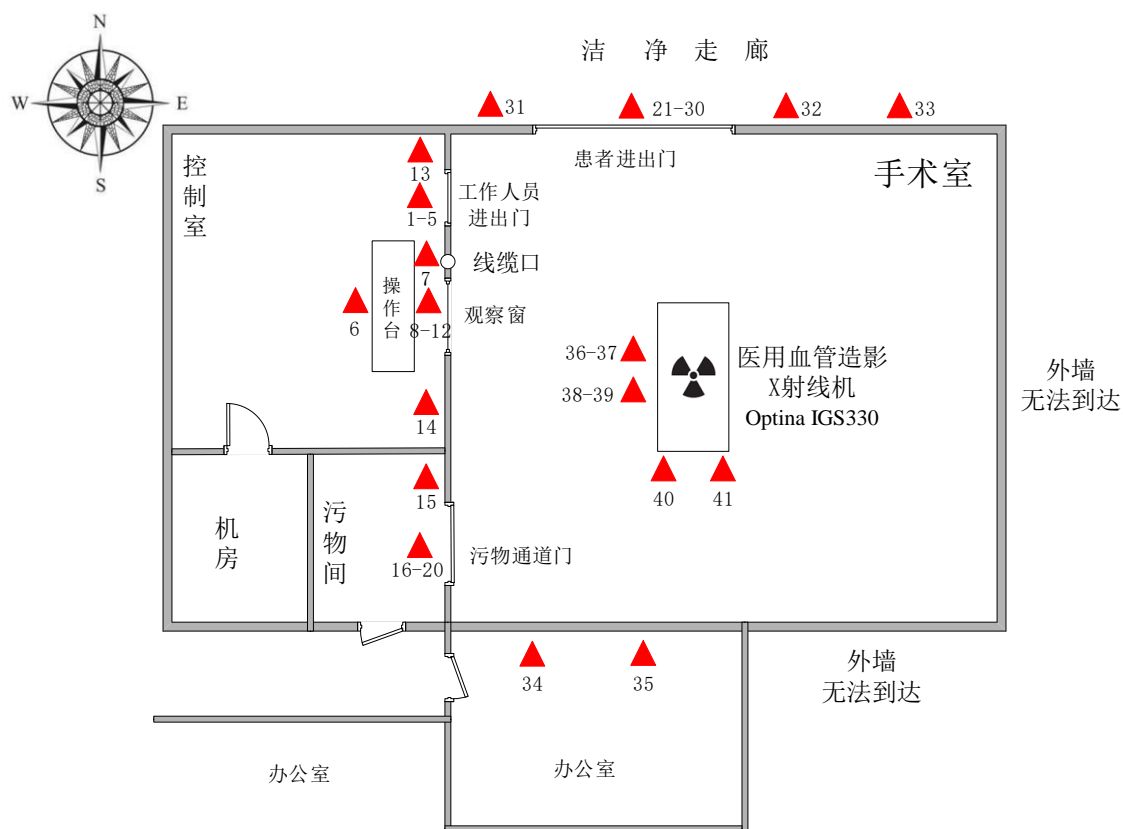 N
W
E
S
洁 净 走 廊
31
21-30
32
33
控制室
13
患者进出门
手术室
1-5
工作人员
进出门
7
线缆口
操作台
6
8-12
观察窗
36-37
38-39
医用血管造影
X射线机
Optina IGS330
外墙
无法到达
14
40
41
15
机房
污物间
16-20
污物通道门
34
35
外墙
无法到达
办公室
办公室